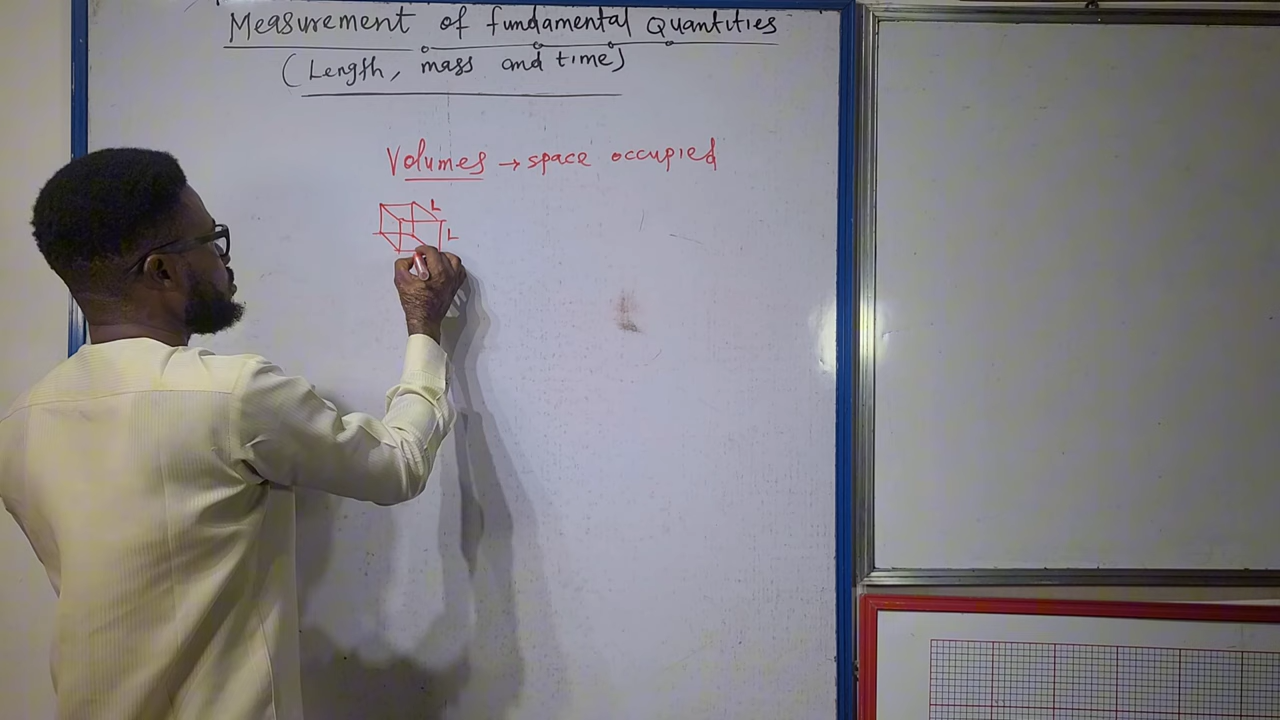 Measurement of fundamental Quantities
(Length, mass and time)
Volumes → space occupied
L
L